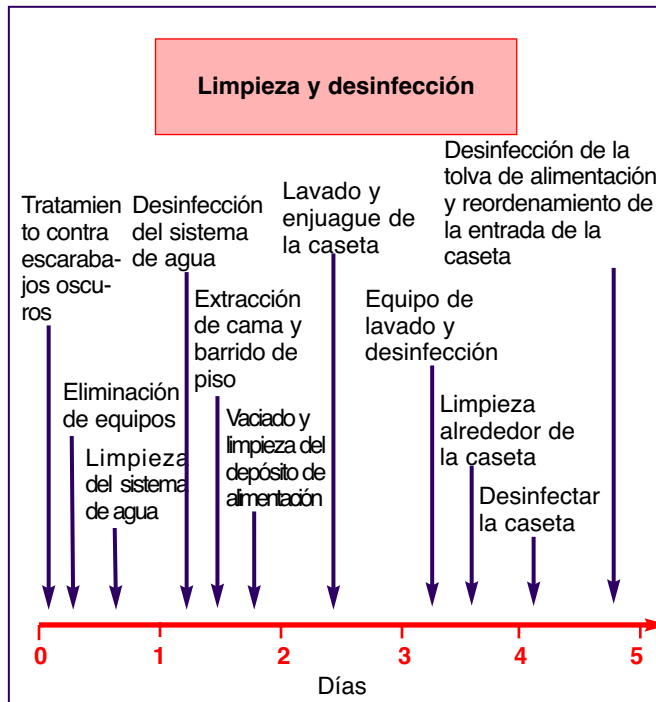 Limpieza y desinfección
Tratamien
to contra
escaraba-
jos oscu-
ros
Eliminación
de equipos
Limpieza
del sistema
de agua
Desinfección
del sistema
de agua
Extracción
de cama y
barrido de
piso
Vaciado y
limpieza del
depósito de
alimentación
Lavado y
enjuague de
la caseta
Equipo de
lavado y
desinfección
Limpieza
alrededor de
la caseta
Desinfectar
la caseta
Desinfección de la
tolva de alimentación
y reordenamiento de
la entrada de la
caseta
0 1 2 3 4 5
Días